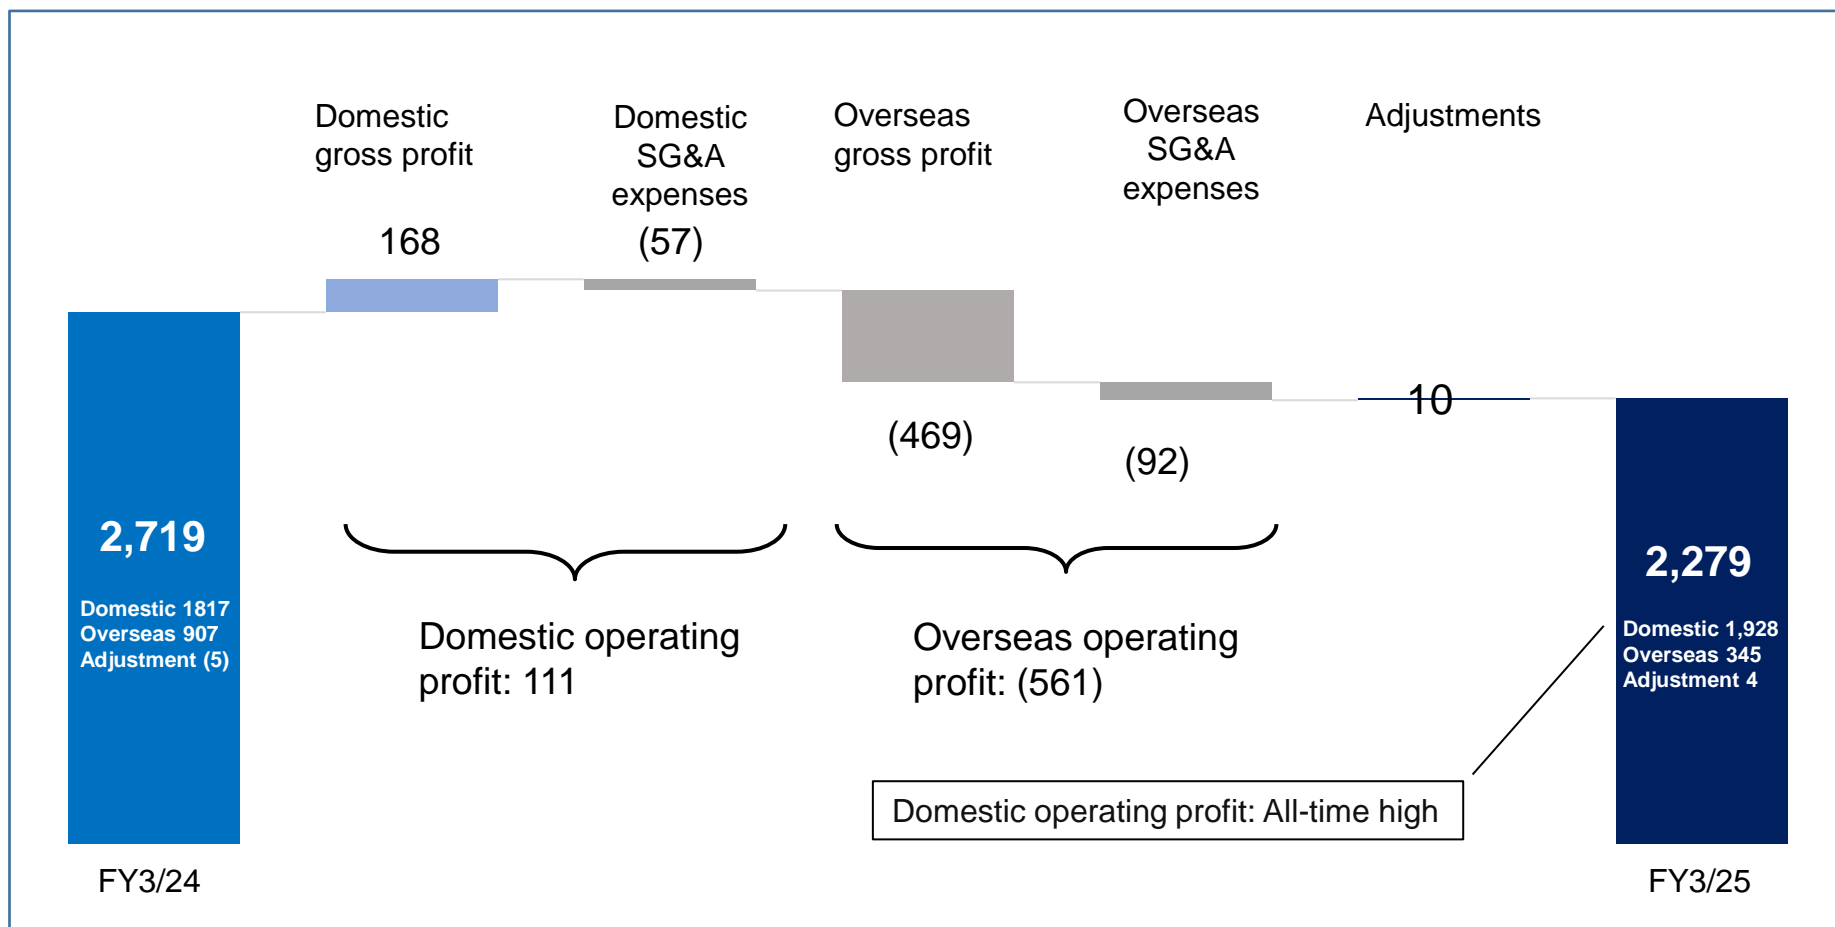 Domestic
gross profit
168
Domestic
SG&A
expenses
(57)
Overseas
gross profit
(469)
Overseas
SG&A
expenses
(92)
Adjustments
10
2,719
Domestic 1817
Overseas 907
Adjustment (5)
FY3/24
Domestic operating
profit: 111
Overseas operating
profit: (561)
2,279
Domestic 1,928
Overseas 345
Adjustment 4
Domestic operating profit: All-time high
FY3/25